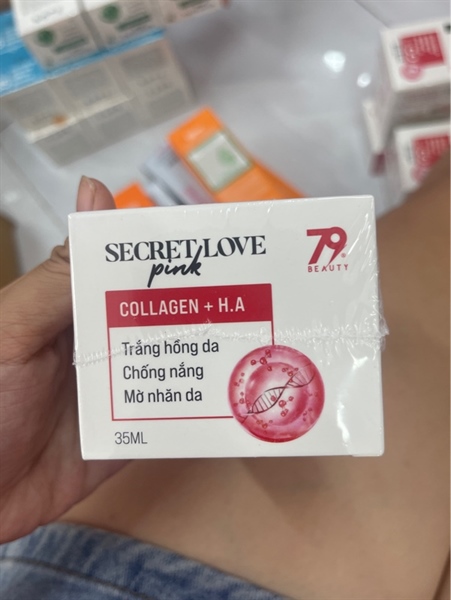 SECRET LOVE
pink
79
BEAUTY
COLLAGEN + H.A
Trắng hồng da
Chống nắng
Mờ nhăn da
35ML